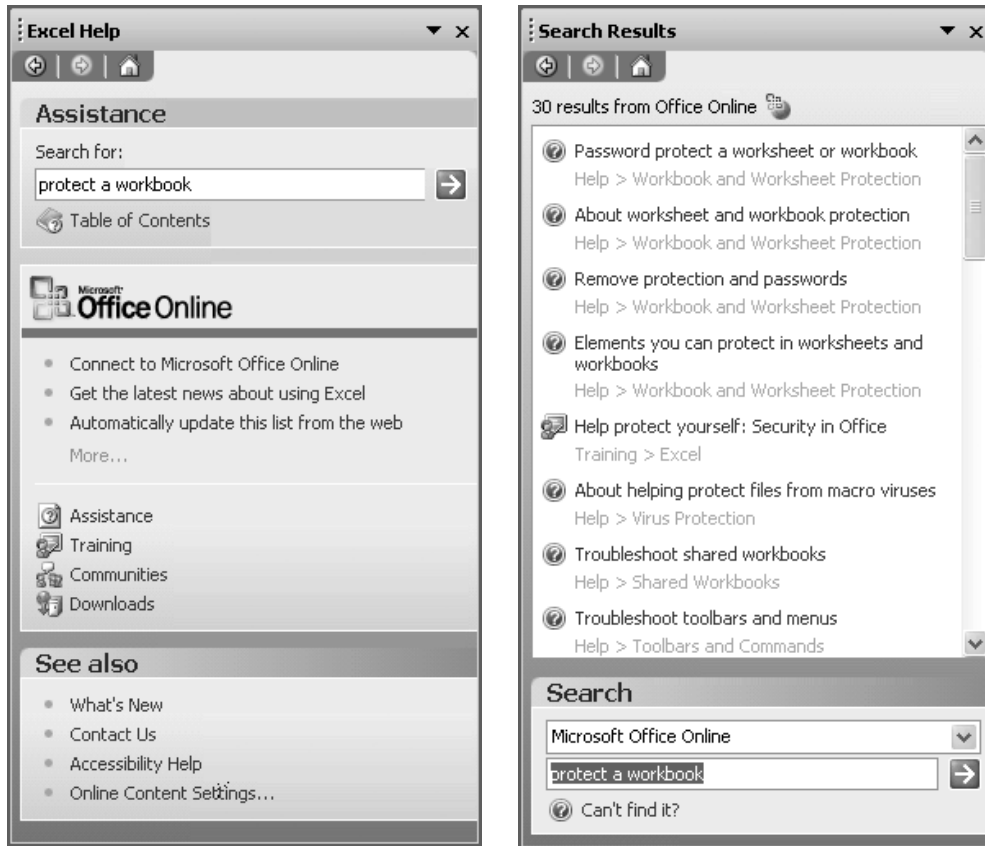 Excel Help
Assistance
Search for:
protect a workbook
Table of Contents
Microsoft
Office Online
Connect to Microsoft Office Online
Get the latest news about using Excel
Automatically update this list from the web
More...
Assistance
Training
Communities
Downloads
See also
What's New
Contact Us
Accessibility Help
Online Content Settings...
Search Results
30 results from Office Online
Password protect a worksheet or workbook
Help > Workbook and Worksheet Protection
About worksheet and workbook protection
Help > Workbook and Worksheet Protection
Remove protection and passwords
Help > Workbook and Worksheet Protection
Elements you can protect in worksheets and
workbooks
Help > Workbook and Worksheet Protection
Help protect yourself: Security in Office
Training > Excel
About helping protect files from macro viruses
Help > Virus Protection
Troubleshoot shared workbooks
Help > Shared Workbooks
Troubleshoot toolbars and menus
Help > Toolbars and Commands
Search
Microsoft Office Online
protect a workbook
Can't find it?